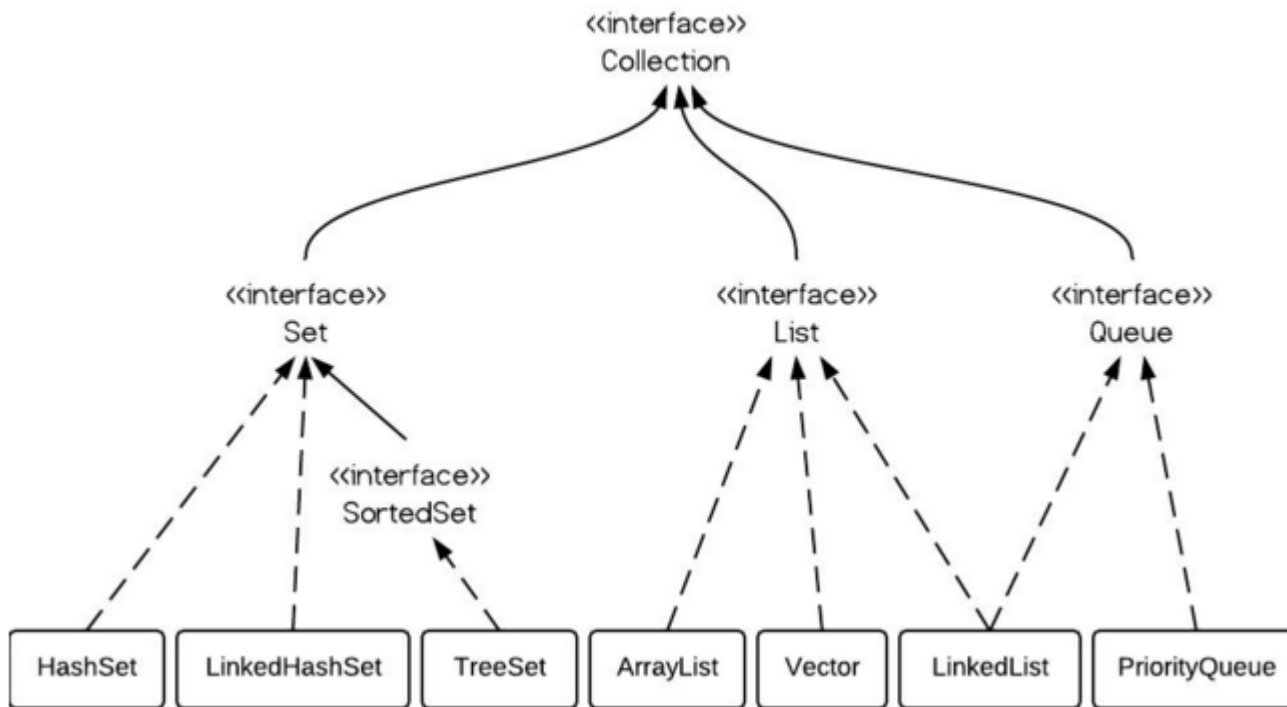 <<interface>>
Collection
<<interface>>
Set
<<interface>>
List
<<interface>>
Queue
<<interface>>
SortedSet
HashSet
LinkedHashSet
TreeSet
ArrayList
Vector
LinkedList
PriorityQueue